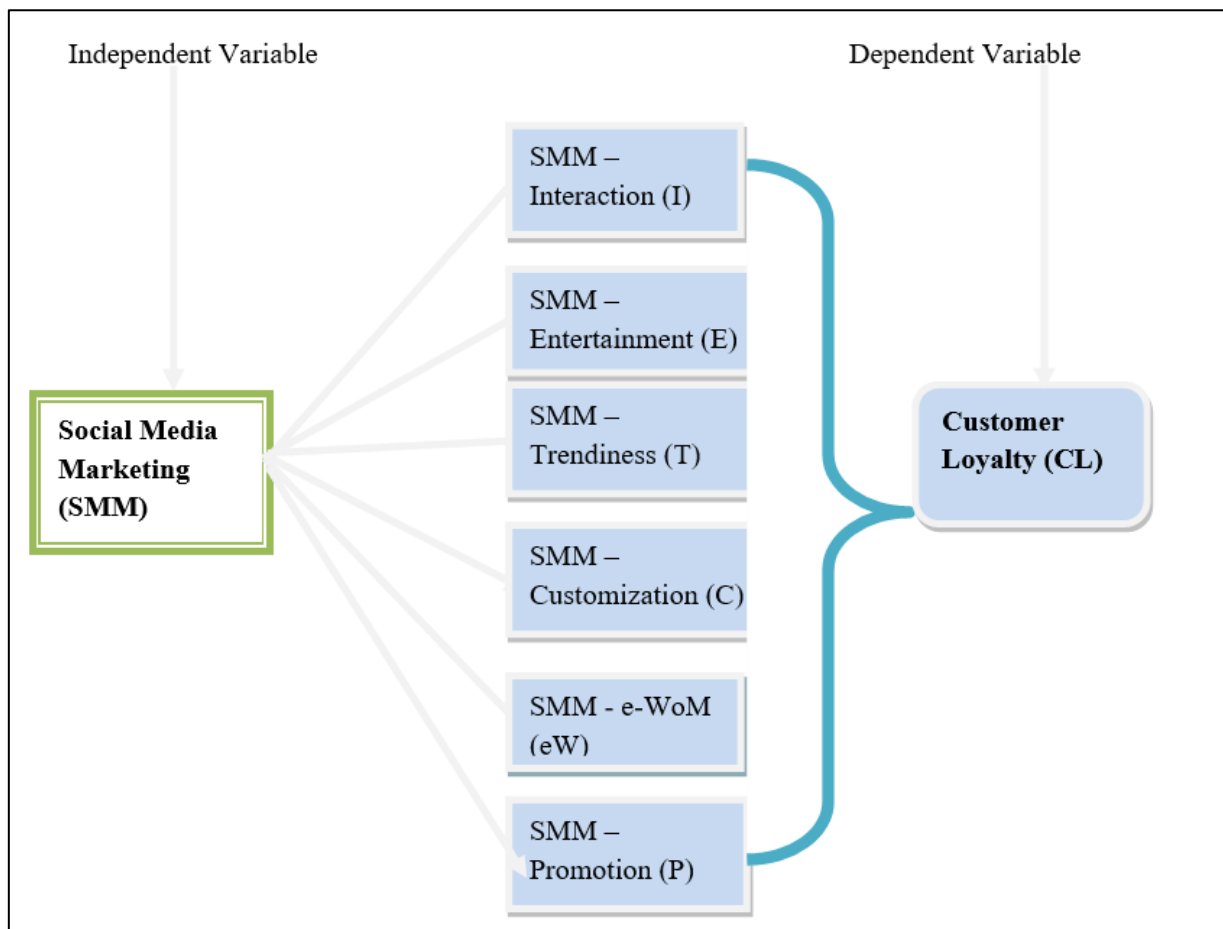 Independent Variable
Dependent Variable
SMM –
Interaction (I)
SMM –
Entertainment (E)
SMM –
Trendiness (T)
Social Media
Marketing
(SMM)
Customer
Loyalty (CL)
SMM –
Customization (C)
SMM - e-WoM
(eW)
SMM –
Promotion (P)